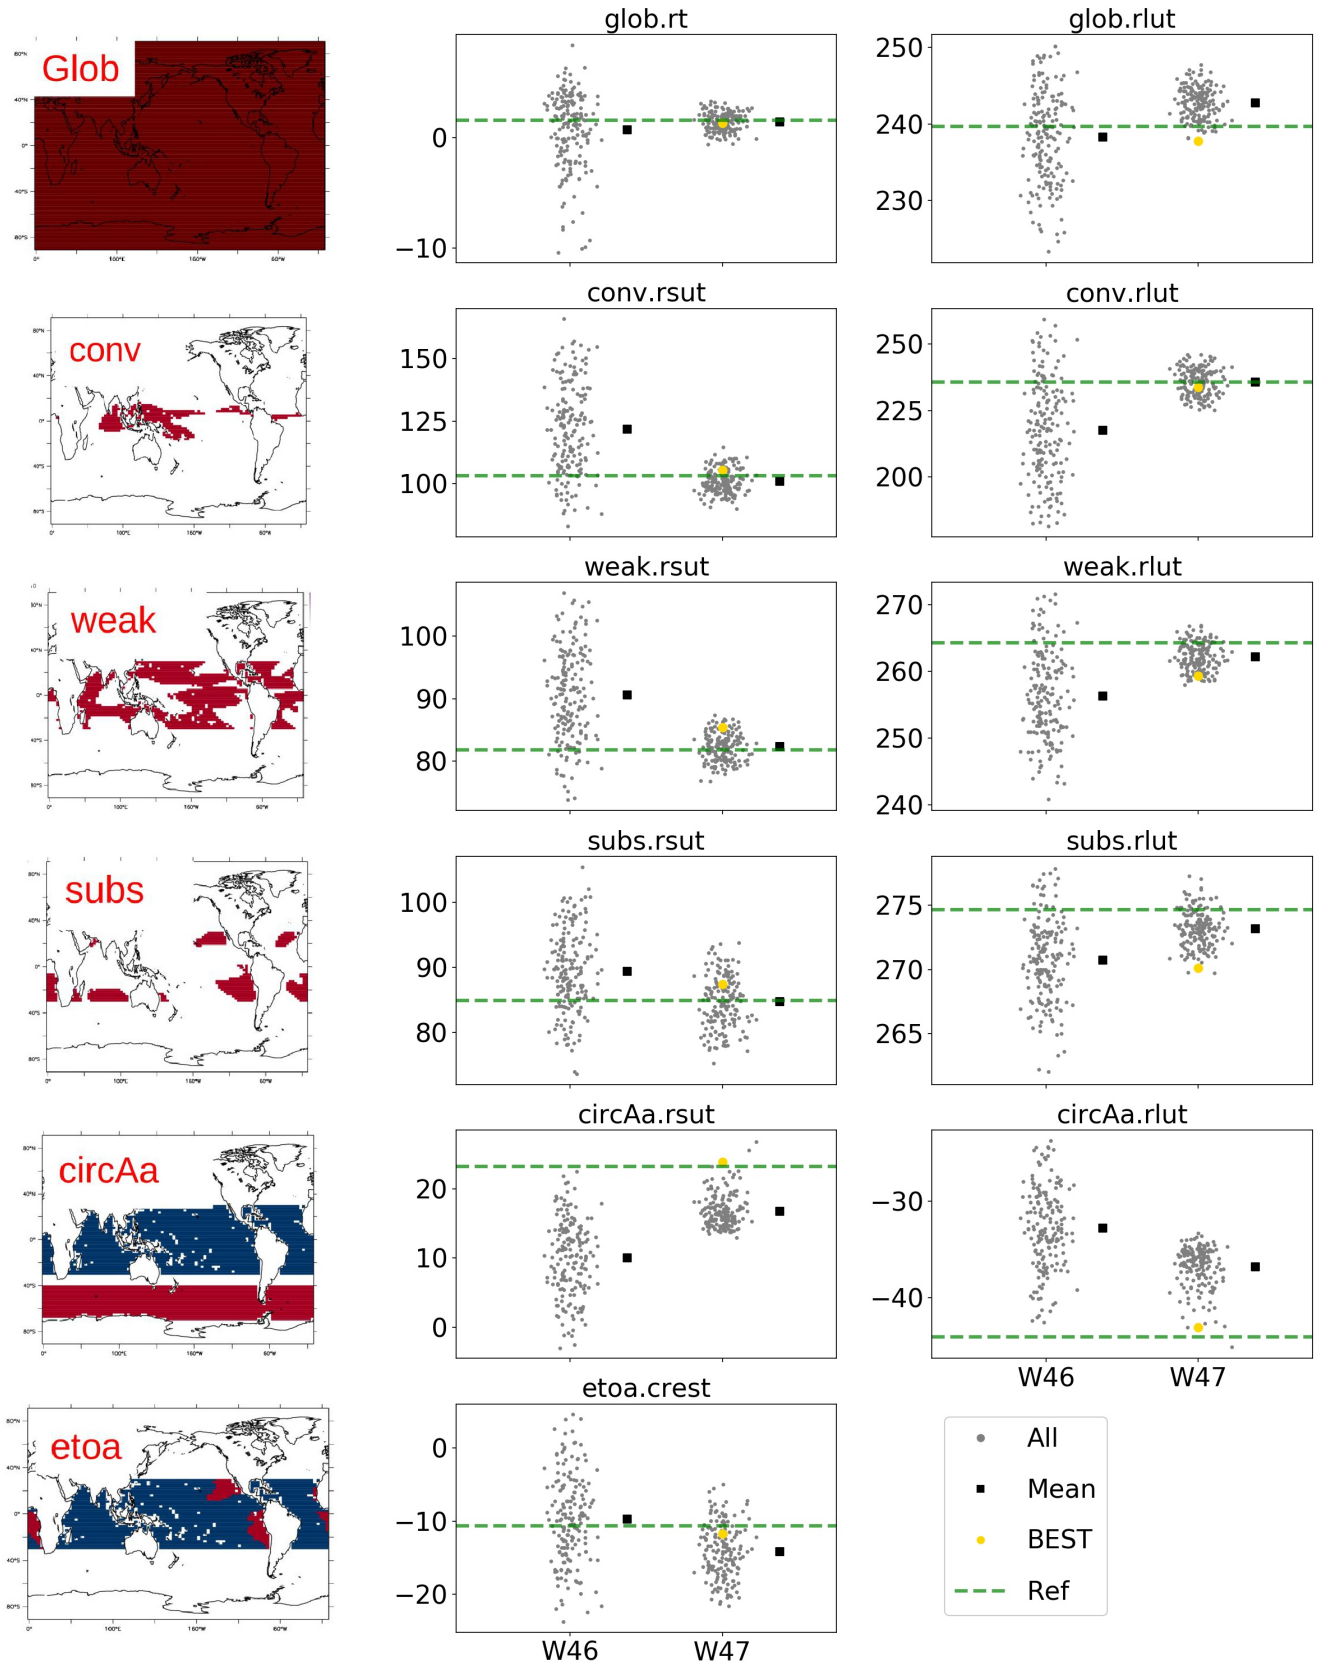 glob.rt
glob.rlut
Glob
250
240
230
0
−10
conv.rsut
conv.rlut
conv
150
125
100
250
225
200
weak.rsut
weak.rlut
weak
100
90
80
270
260
250
240
subs.rsut
subs.rlut
subs
100
90
80
275
270
265
circAa.rsut
circAa.rlut
circAa
20
10
0
−30
−40
W46
W47
etoa.crest
etoa
0
−10
−20
W46
W47
All
Mean
BEST
Ref